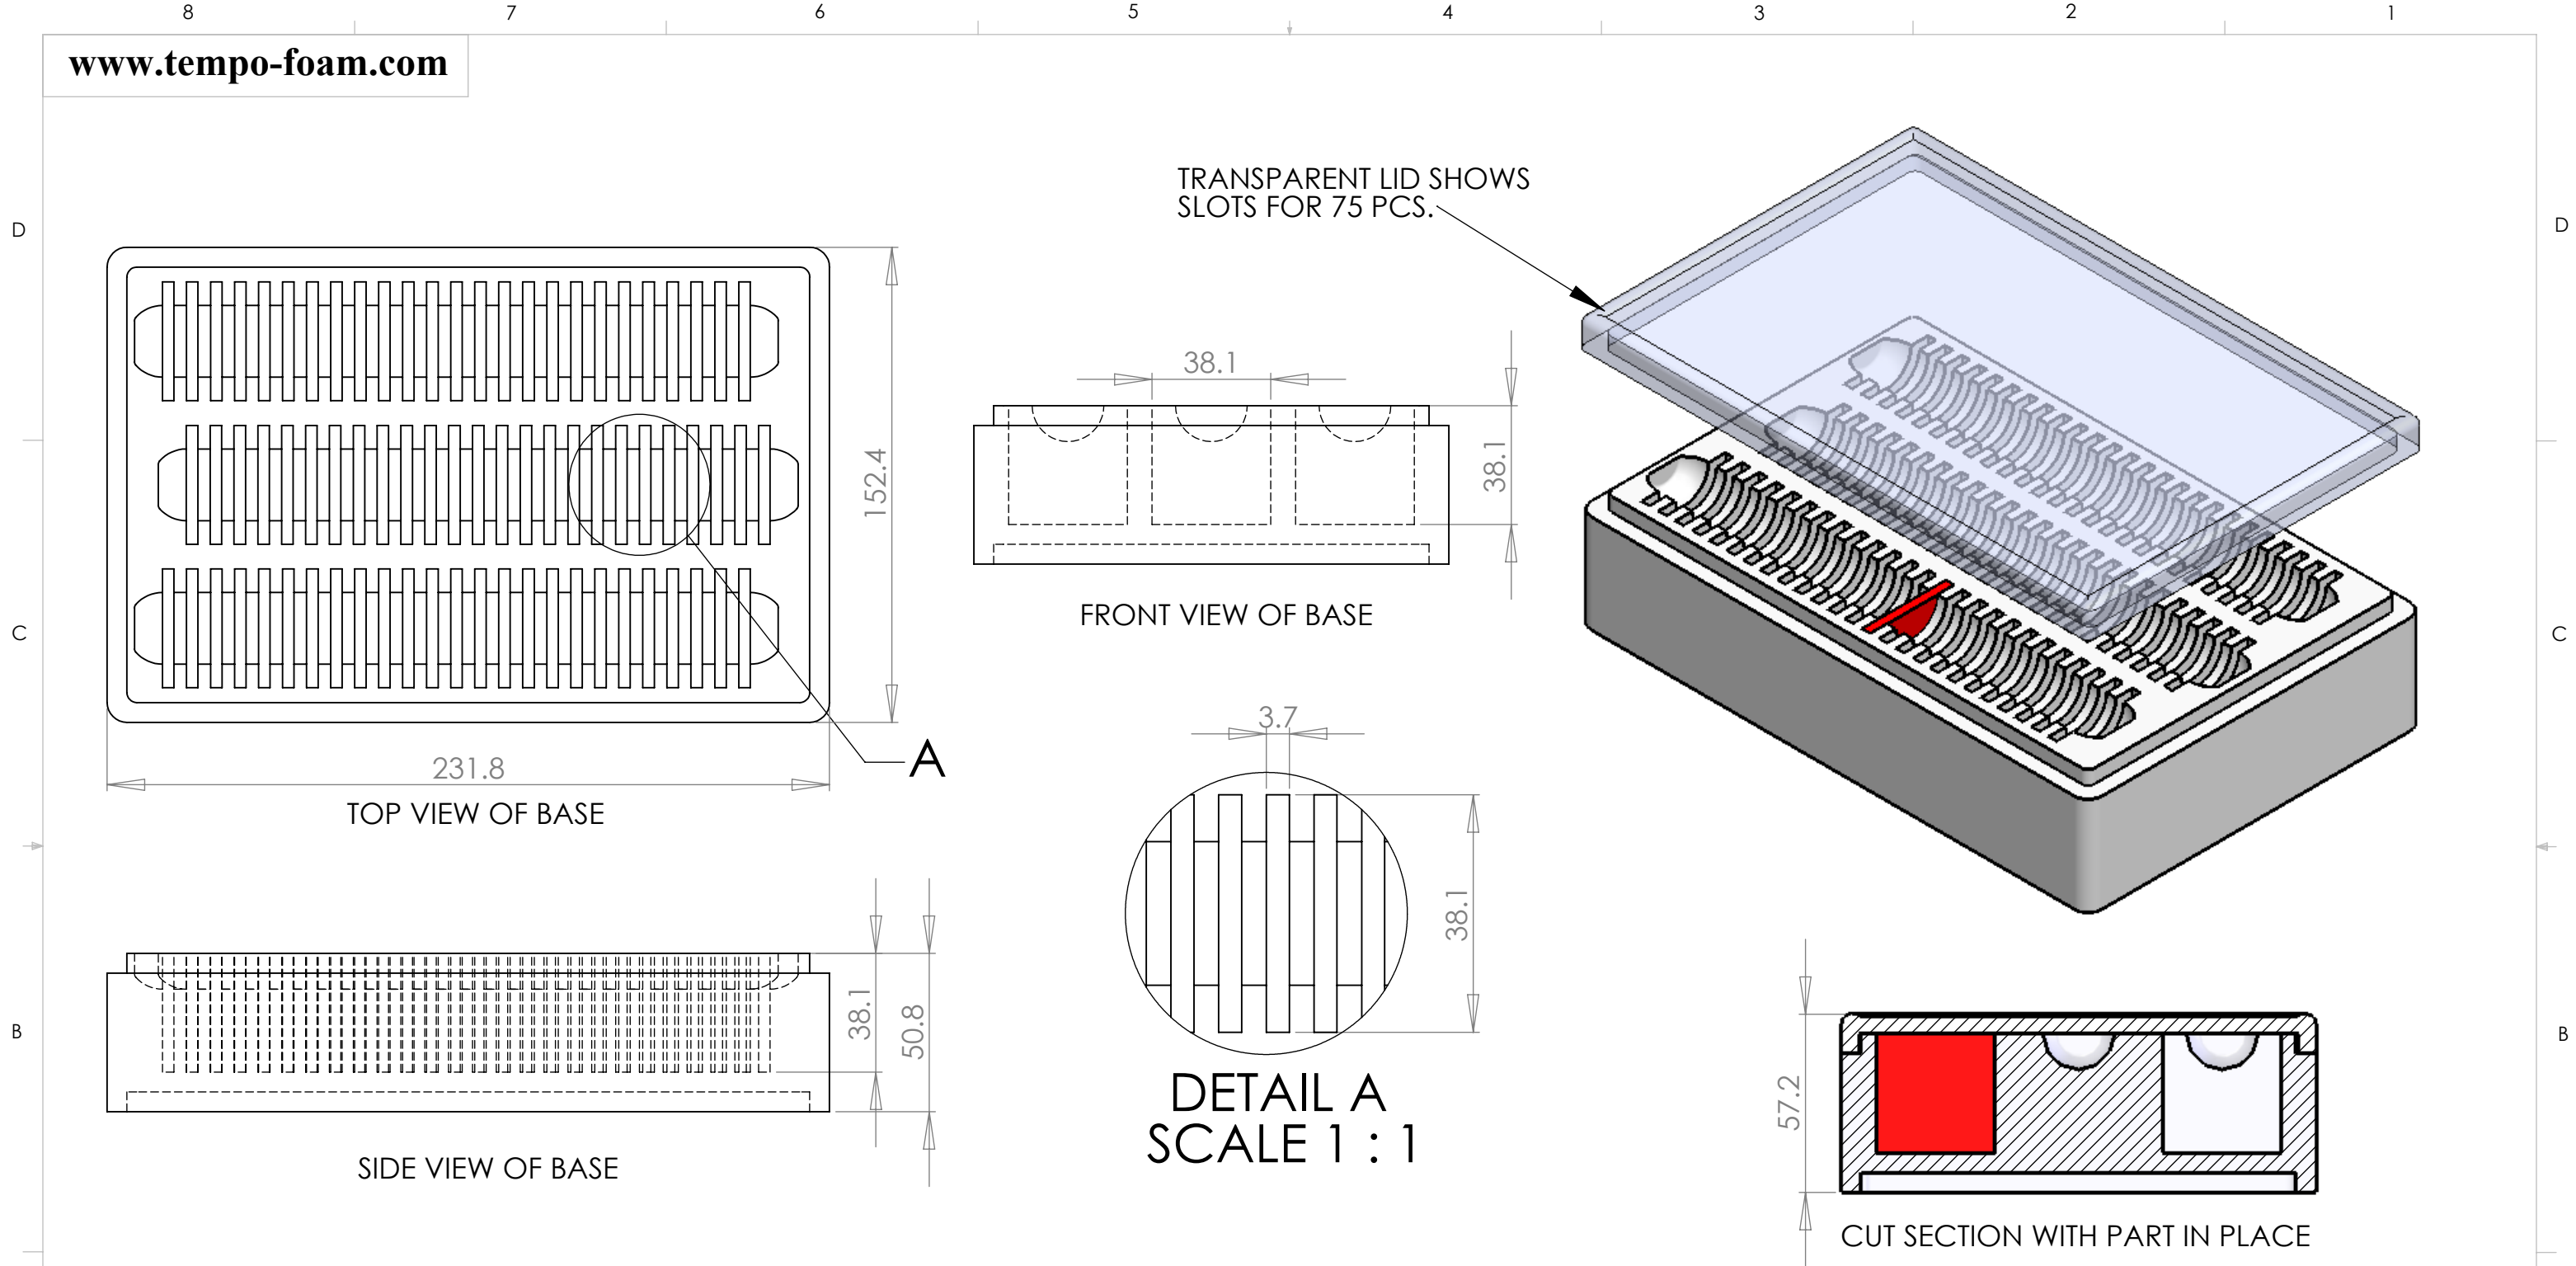 8 7 6 5 4 3 2 1
www.tempo-foam.com
TRANSPARENT LID SHOWS
SLOTS FOR 75 PCS.
D
D
38.1
152.4
38.1
FRONT VIEW OF BASE
C
C
A
231.8
TOP VIEW OF BASE
3.7
38.1
DETAIL A
SCALE 1 : 1
38.1
50.8
SIDE VIEW OF BASE
B
B
57.2
CUT SECTION WITH PART IN PLACE